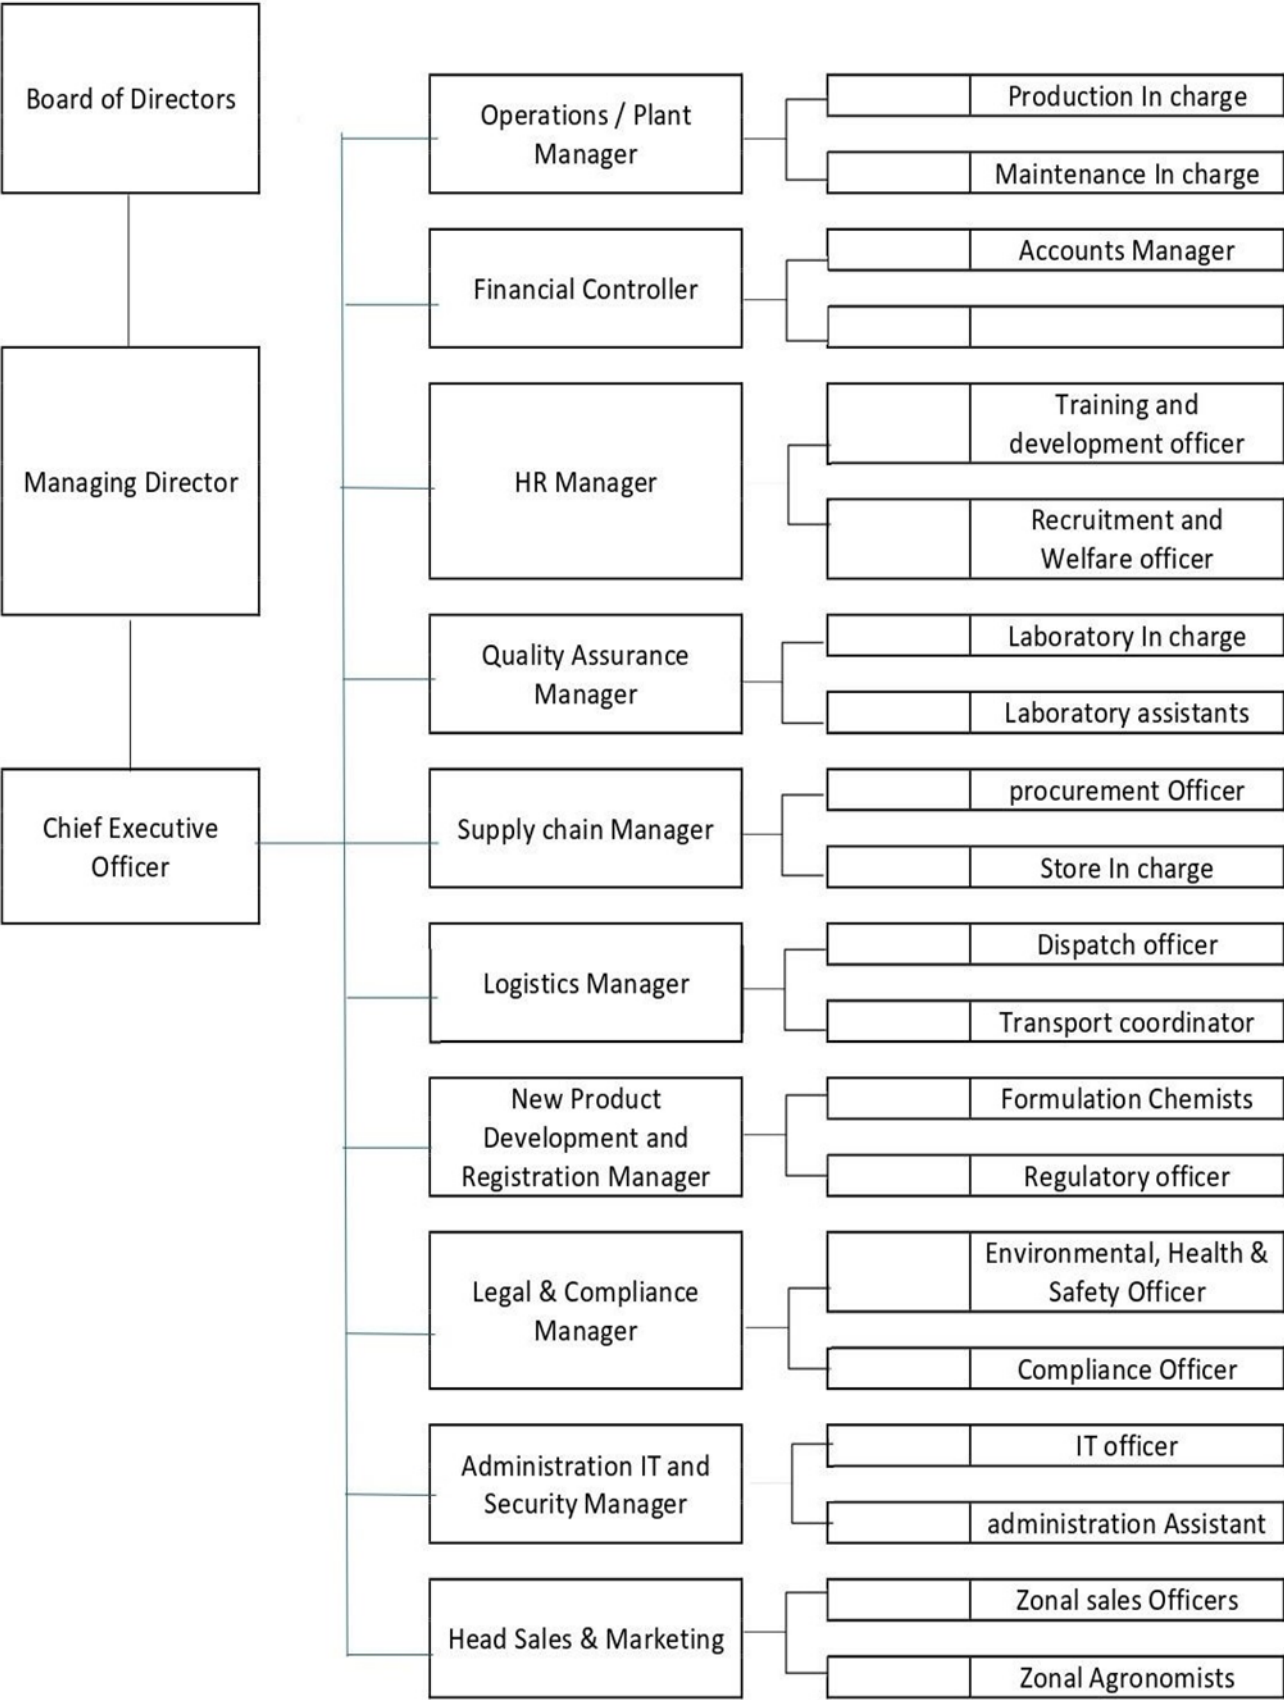 Board of Directors
Managing Director
Chief Executive
Officer
Operations / Plant
Manager
Production In charge
Maintenance In charge
Financial Controller
Accounts Manager
HR Manager
Training and
development officer
Recruitment and
Welfare officer
Quality Assurance
Manager
Laboratory In charge
Laboratory assistants
Supply chain Manager
procurement Officer
Store In charge
Logistics Manager
Dispatch officer
Transport coordinator
New Product
Development and
Registration Manager
Formulation Chemists
Regulatory officer
Legal & Compliance
Manager
Environmental, Health &
Safety Officer
Compliance Officer
Administration IT and
Security Manager
IT officer
administration Assistant
Head Sales & Marketing
Zonal sales Officers
Zonal Agronomists